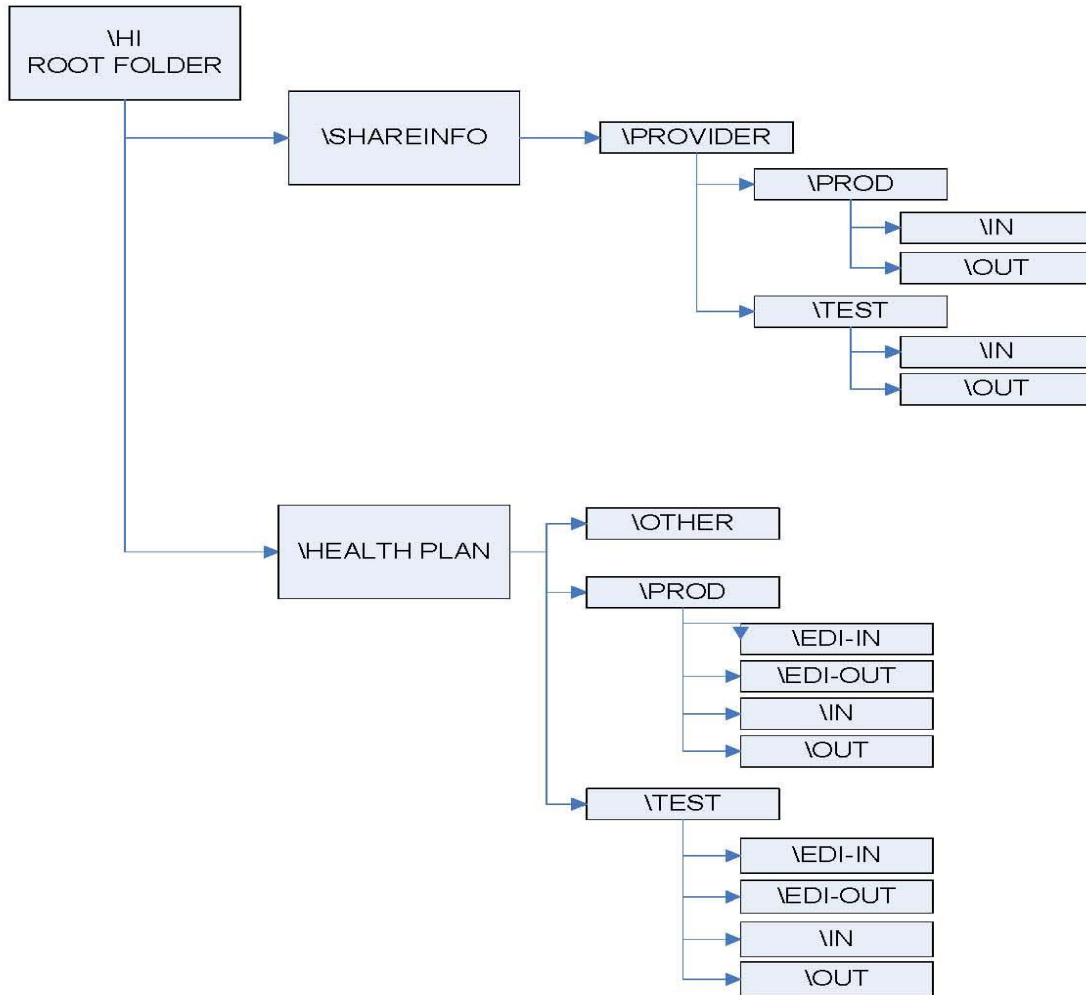 \HI
ROOT FOLDER
\SHAREINFO
\PROVIDER
\PROD
\IN
\OUT
\TEST
\IN
\OUT
\HEALTH PLAN
\OTHER
\PROD
\EDI-IN
\EDI-OUT
\IN
\OUT
\TEST
\EDI-IN
\EDI-OUT
\IN
\OUT